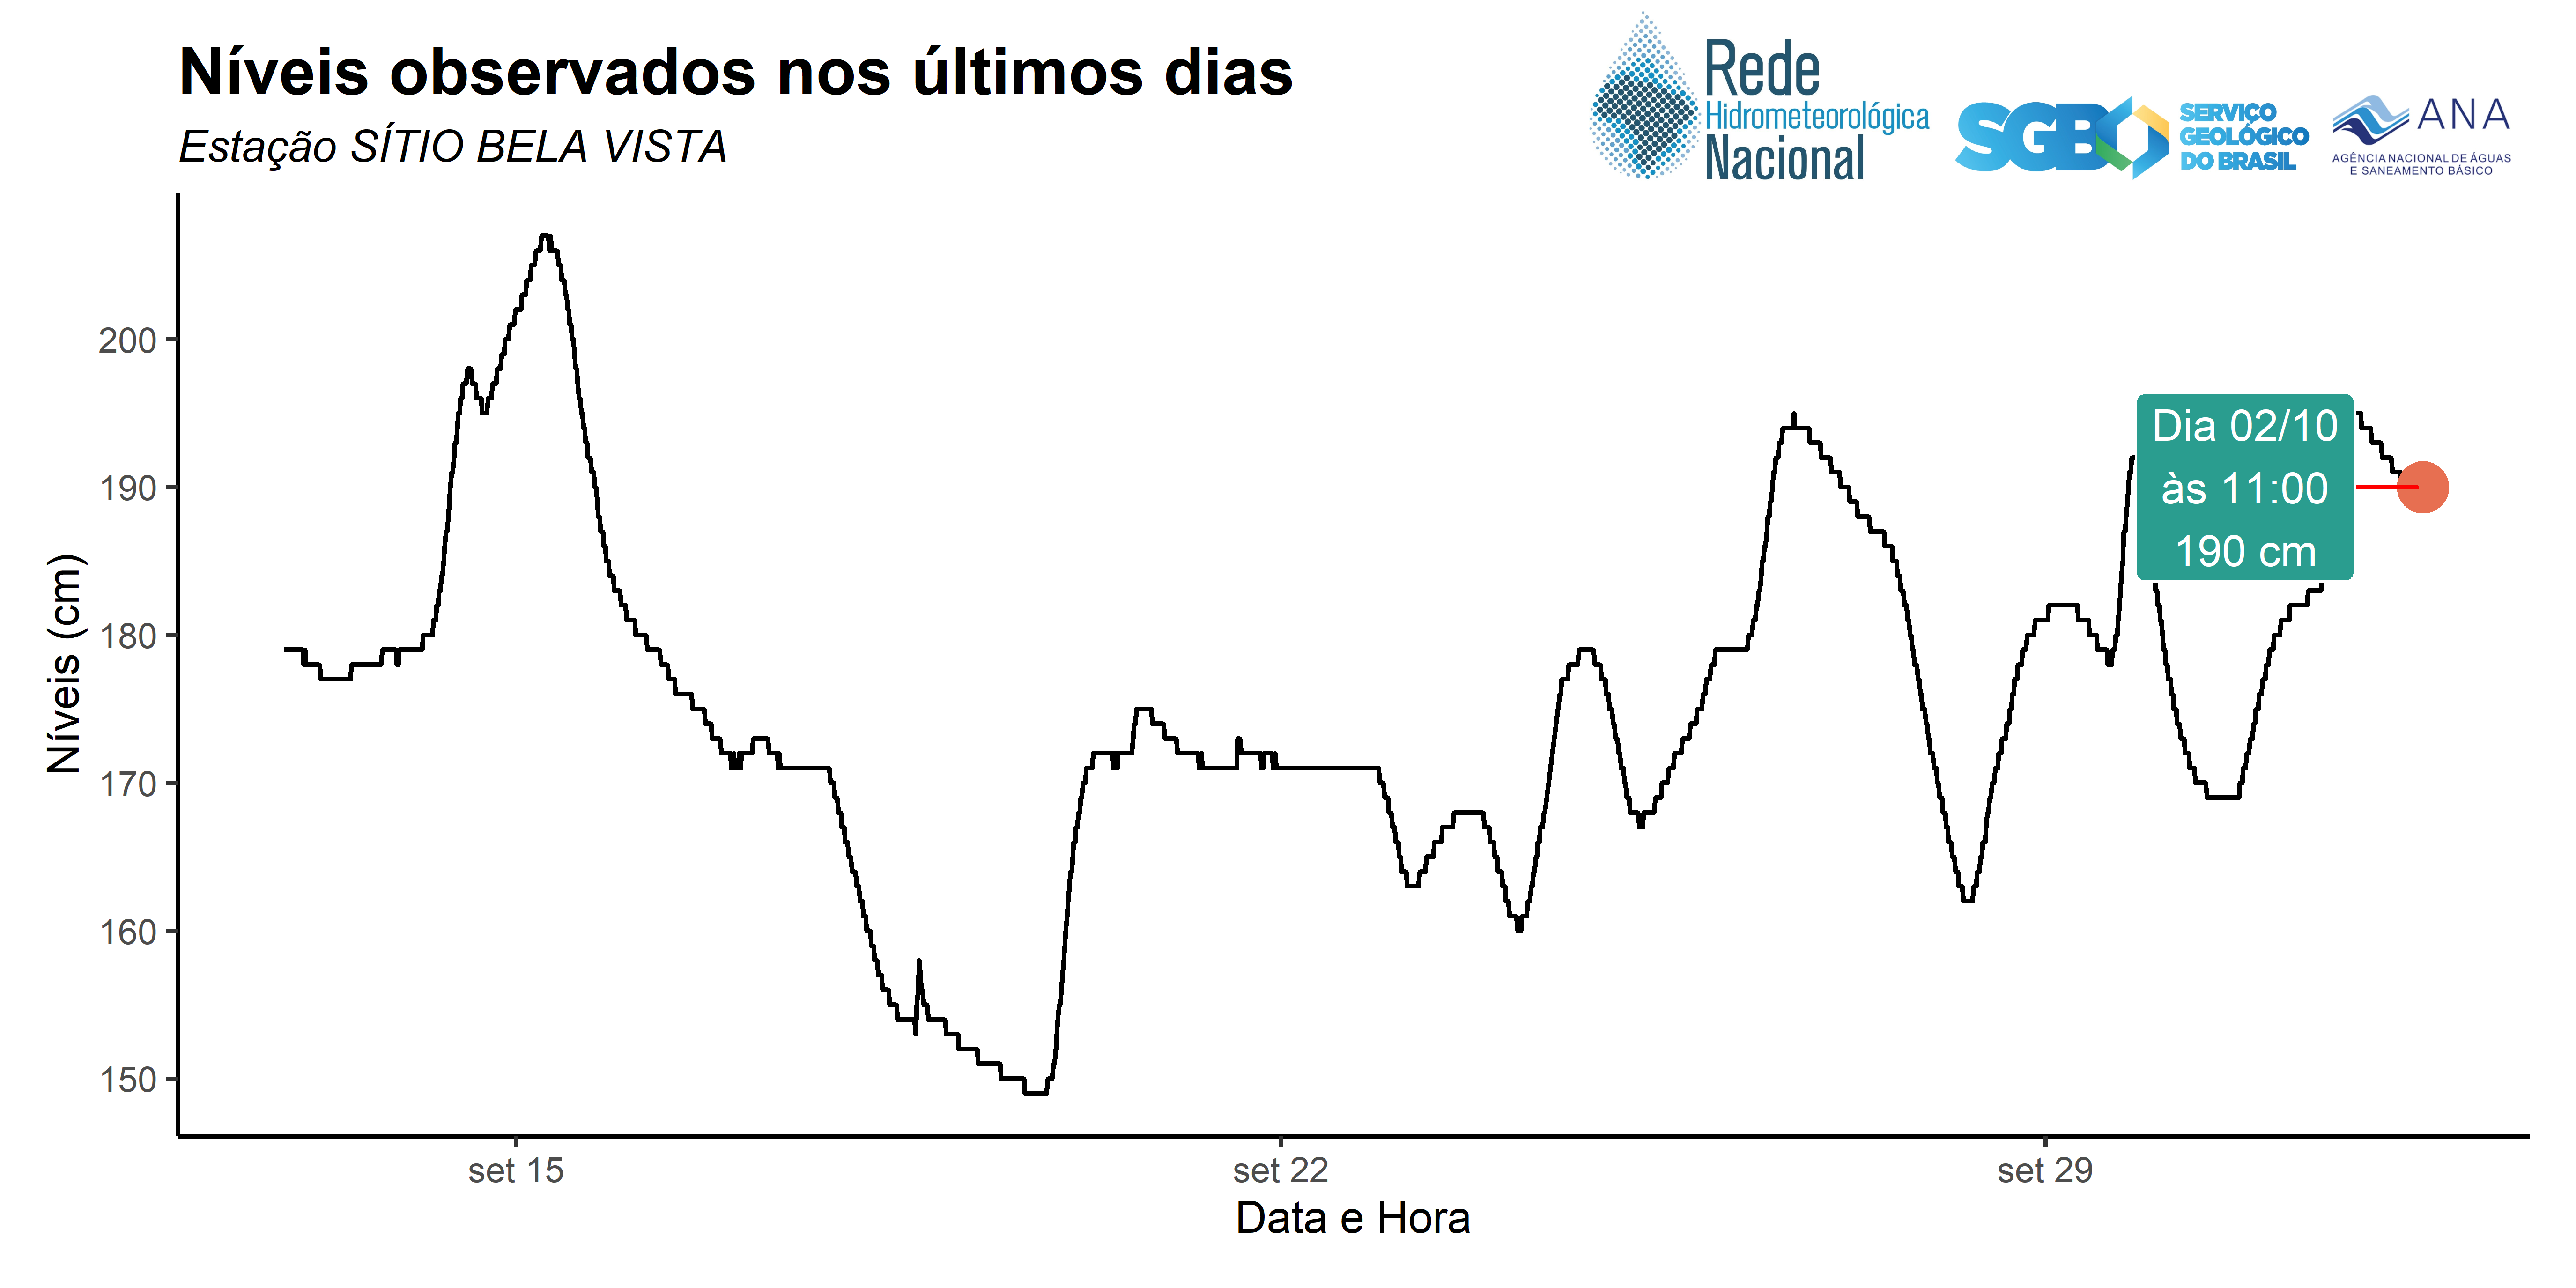 Níveis observados nos últimos dias
Estação SÍTIO BELA VISTA
Rede
Hidrometeorológica
Nacional
SGB
SERVIÇO
GEOLÓGICO
DO BRASIL
ANA
AGÊNCIA NACIONAL DE ÁGUAS
E SANEAMENTO BÁSICO
Níveis (cm)
200
190
180
170
160
150
Dia 02/10
às 11:00
190 cm
set 15
set 22
set 29
Data e Hora